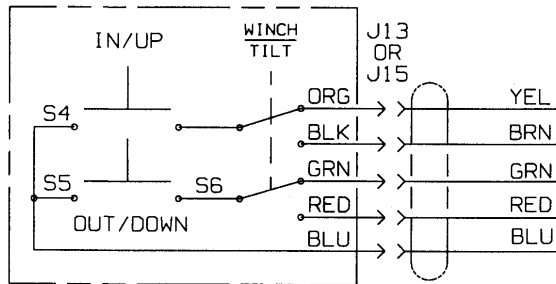 IN/UP
WINCH
TILT
J13
OR
J15
S4
ORG
YEL
BLK
BRN
S5
S6
GRN
GRN
OUT/DOWN
RED
RED
BLU
BLU